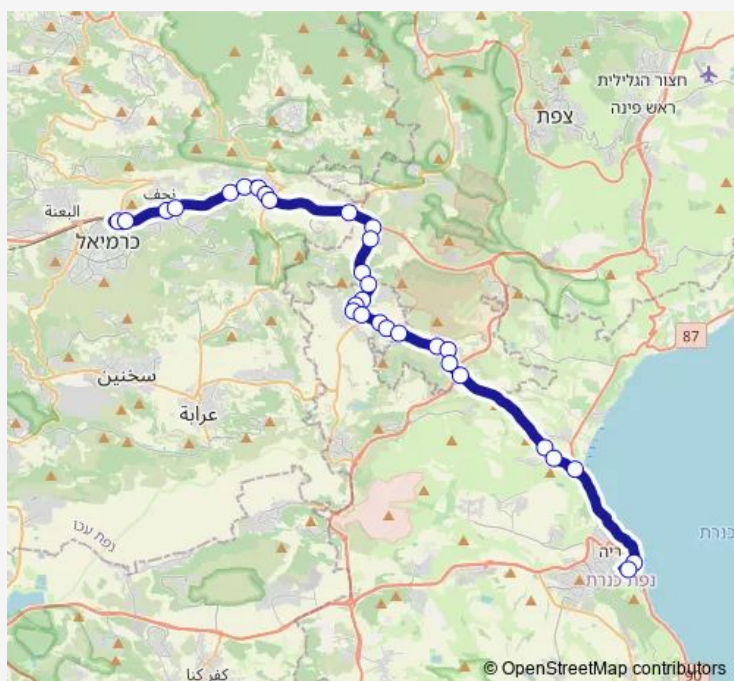 חצור הגלילית
ראש פינה
צפת
نحف
البعنة
כרמיאל
87
سخنين
عرابة
נפת עכו
נפת כנרת
כנרת
ריה
كفر كنا
90
© OpenStreetMap contributors